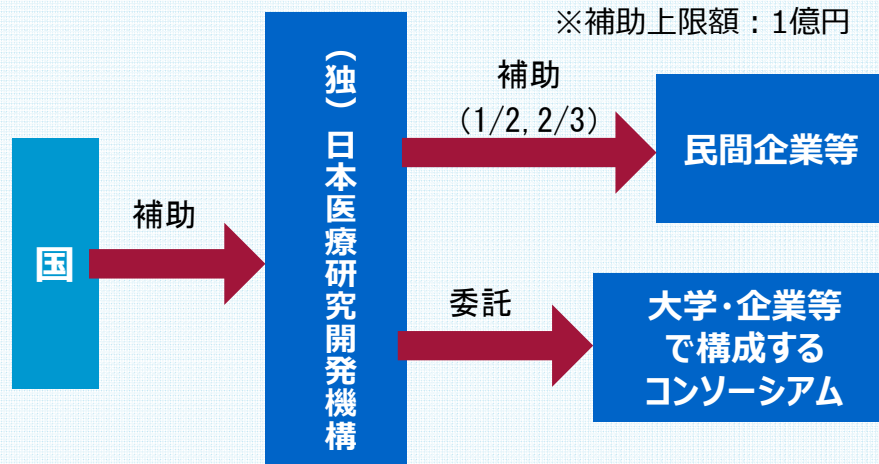 ※補助上限額：1億円
国
補助
（独）日本医療研究開発機構
補助
(1/2, 2/3)
民間企業等
委託
大学・企業等
で構成する
コンソーシアム